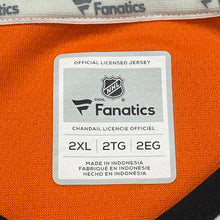 Fanatics
OFFICIAL LICENSED JERSEY
NHL
Fanatics
CHANDAIL LICENCIÉ OFFICIEL
2XL 2TG 2EG
MADE IN INDONESIA
FABRIQUÉ EN INDONÉSIE
HECHO EN INDONESIA